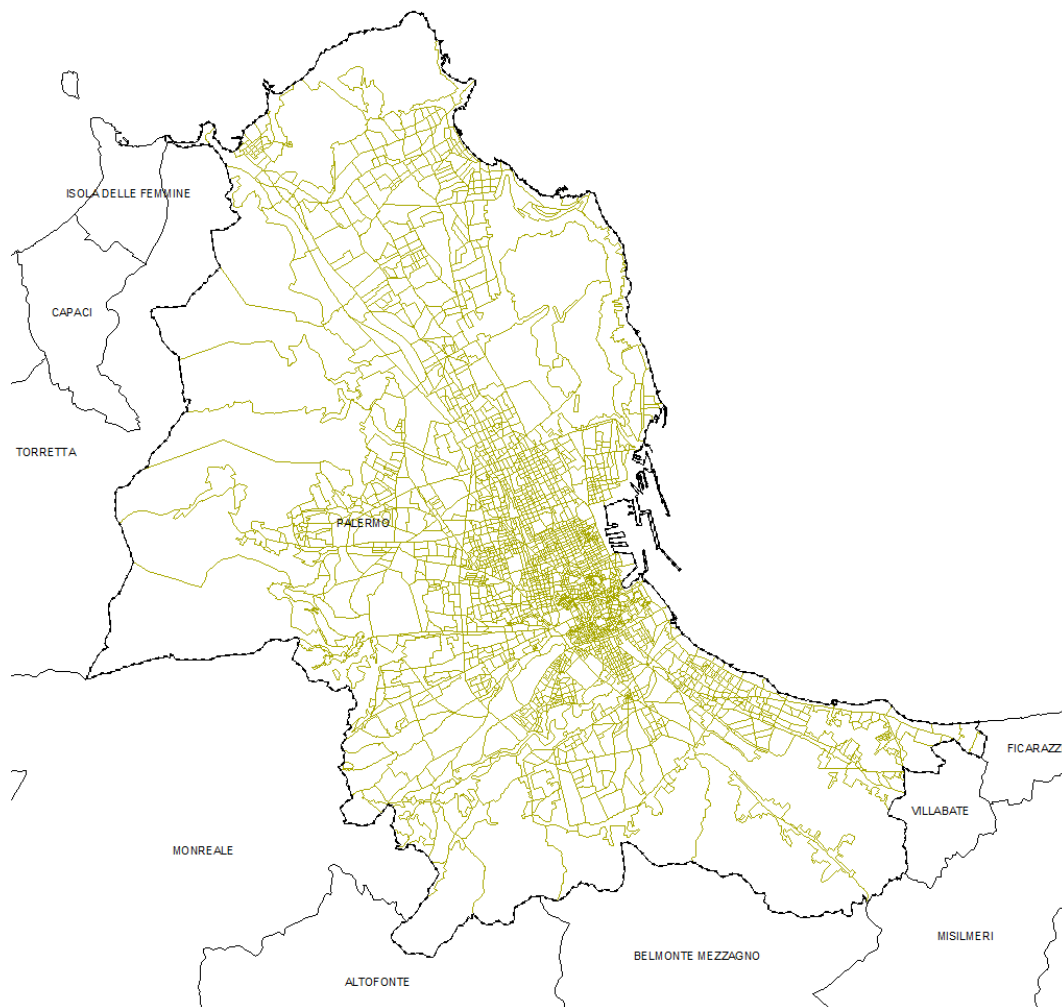 ISOLA DELLE FEMMINE
CAPACI
TORRETTA
PALERMO
FICARAZZ
VILLABATE
MONREALE
MISILMERI
BELMONTE MEZZAGNO
ALTOFONTE